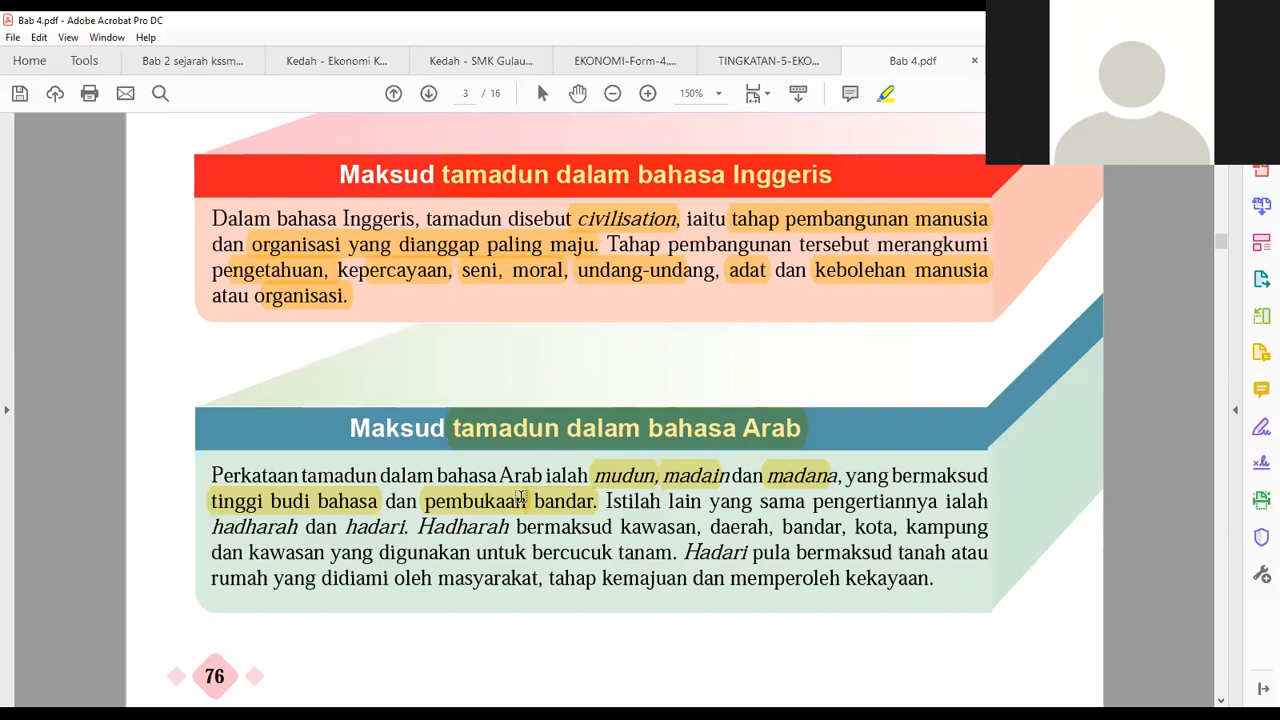 Bab 4.pdf - Adobe Acrobat Pro DC
File Edit View Window Help
Home Tools Bab 2 sejarah kssm... Kedah - Ekonomi K... Kedah - SMK Gulau... EKONOMI-Form-4.... TINGKATAN-5-EKO... Bab 4.pdf ×
3 / 16 150%
Maksud tamadun dalam bahasa Inggeris
Dalam bahasa Inggeris, tamadun disebut civilisation, iaitu tahap pembangunan manusia
dan organisasi yang dianggap paling maju. Tahap pembangunan tersebut merangkumi
pengetahuan, kepercayaan, seni, moral, undang-undang, adat dan kebolehan manusia
atau organisasi.
Maksud tamadun dalam bahasa Arab
Perkataan tamadun dalam bahasa Arab ialah mudun, madain dan madana, yang bermaksud
tinggi budi bahasa dan pembukaan bandar. Istilah lain yang sama pengertiannya ialah
hadharah dan hadari. Hadharah bermaksud kawasan, daerah, bandar, kota, kampung
dan kawasan yang digunakan untuk bercucuk tanam. Hadari pula bermaksud tanah atau
rumah yang didiami oleh masyarakat, tahap kemajuan dan memperoleh kekayaan.
76